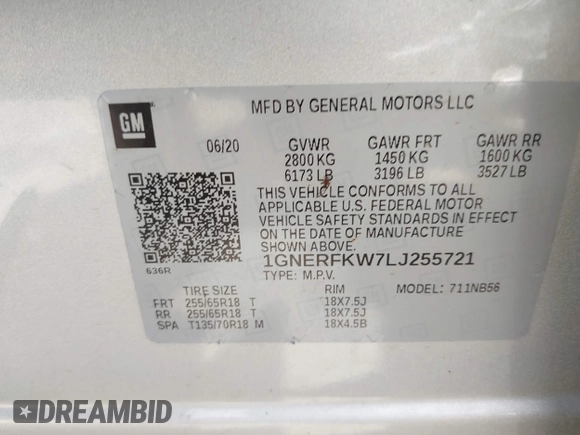 GM
MFD BY GENERAL MOTORS LLC
06/20 GVWR GAWR FRT GAWR RR
2800 KG 1450 KG 1600 KG
6173 LB 3196 LB 3527 LB
THIS VEHICLE CONFORMS TO ALL
APPLICABLE U.S. FEDERAL MOTOR
VEHICLE SAFETY STANDARDS IN EFFECT
ON THE DATE OF MANUFACTURE
SHOWN ABOVE.
1GNERFKW7LJ255721
636R
TYPE: M.P.V. MODEL: 711NB56
TIRE SIZE RIM
FRT 255/65R18 T 18X7.5J
RR 255/65R18 T 18X7.5J
SPA T135/70R18 M 18X4.5B
DREAMBID